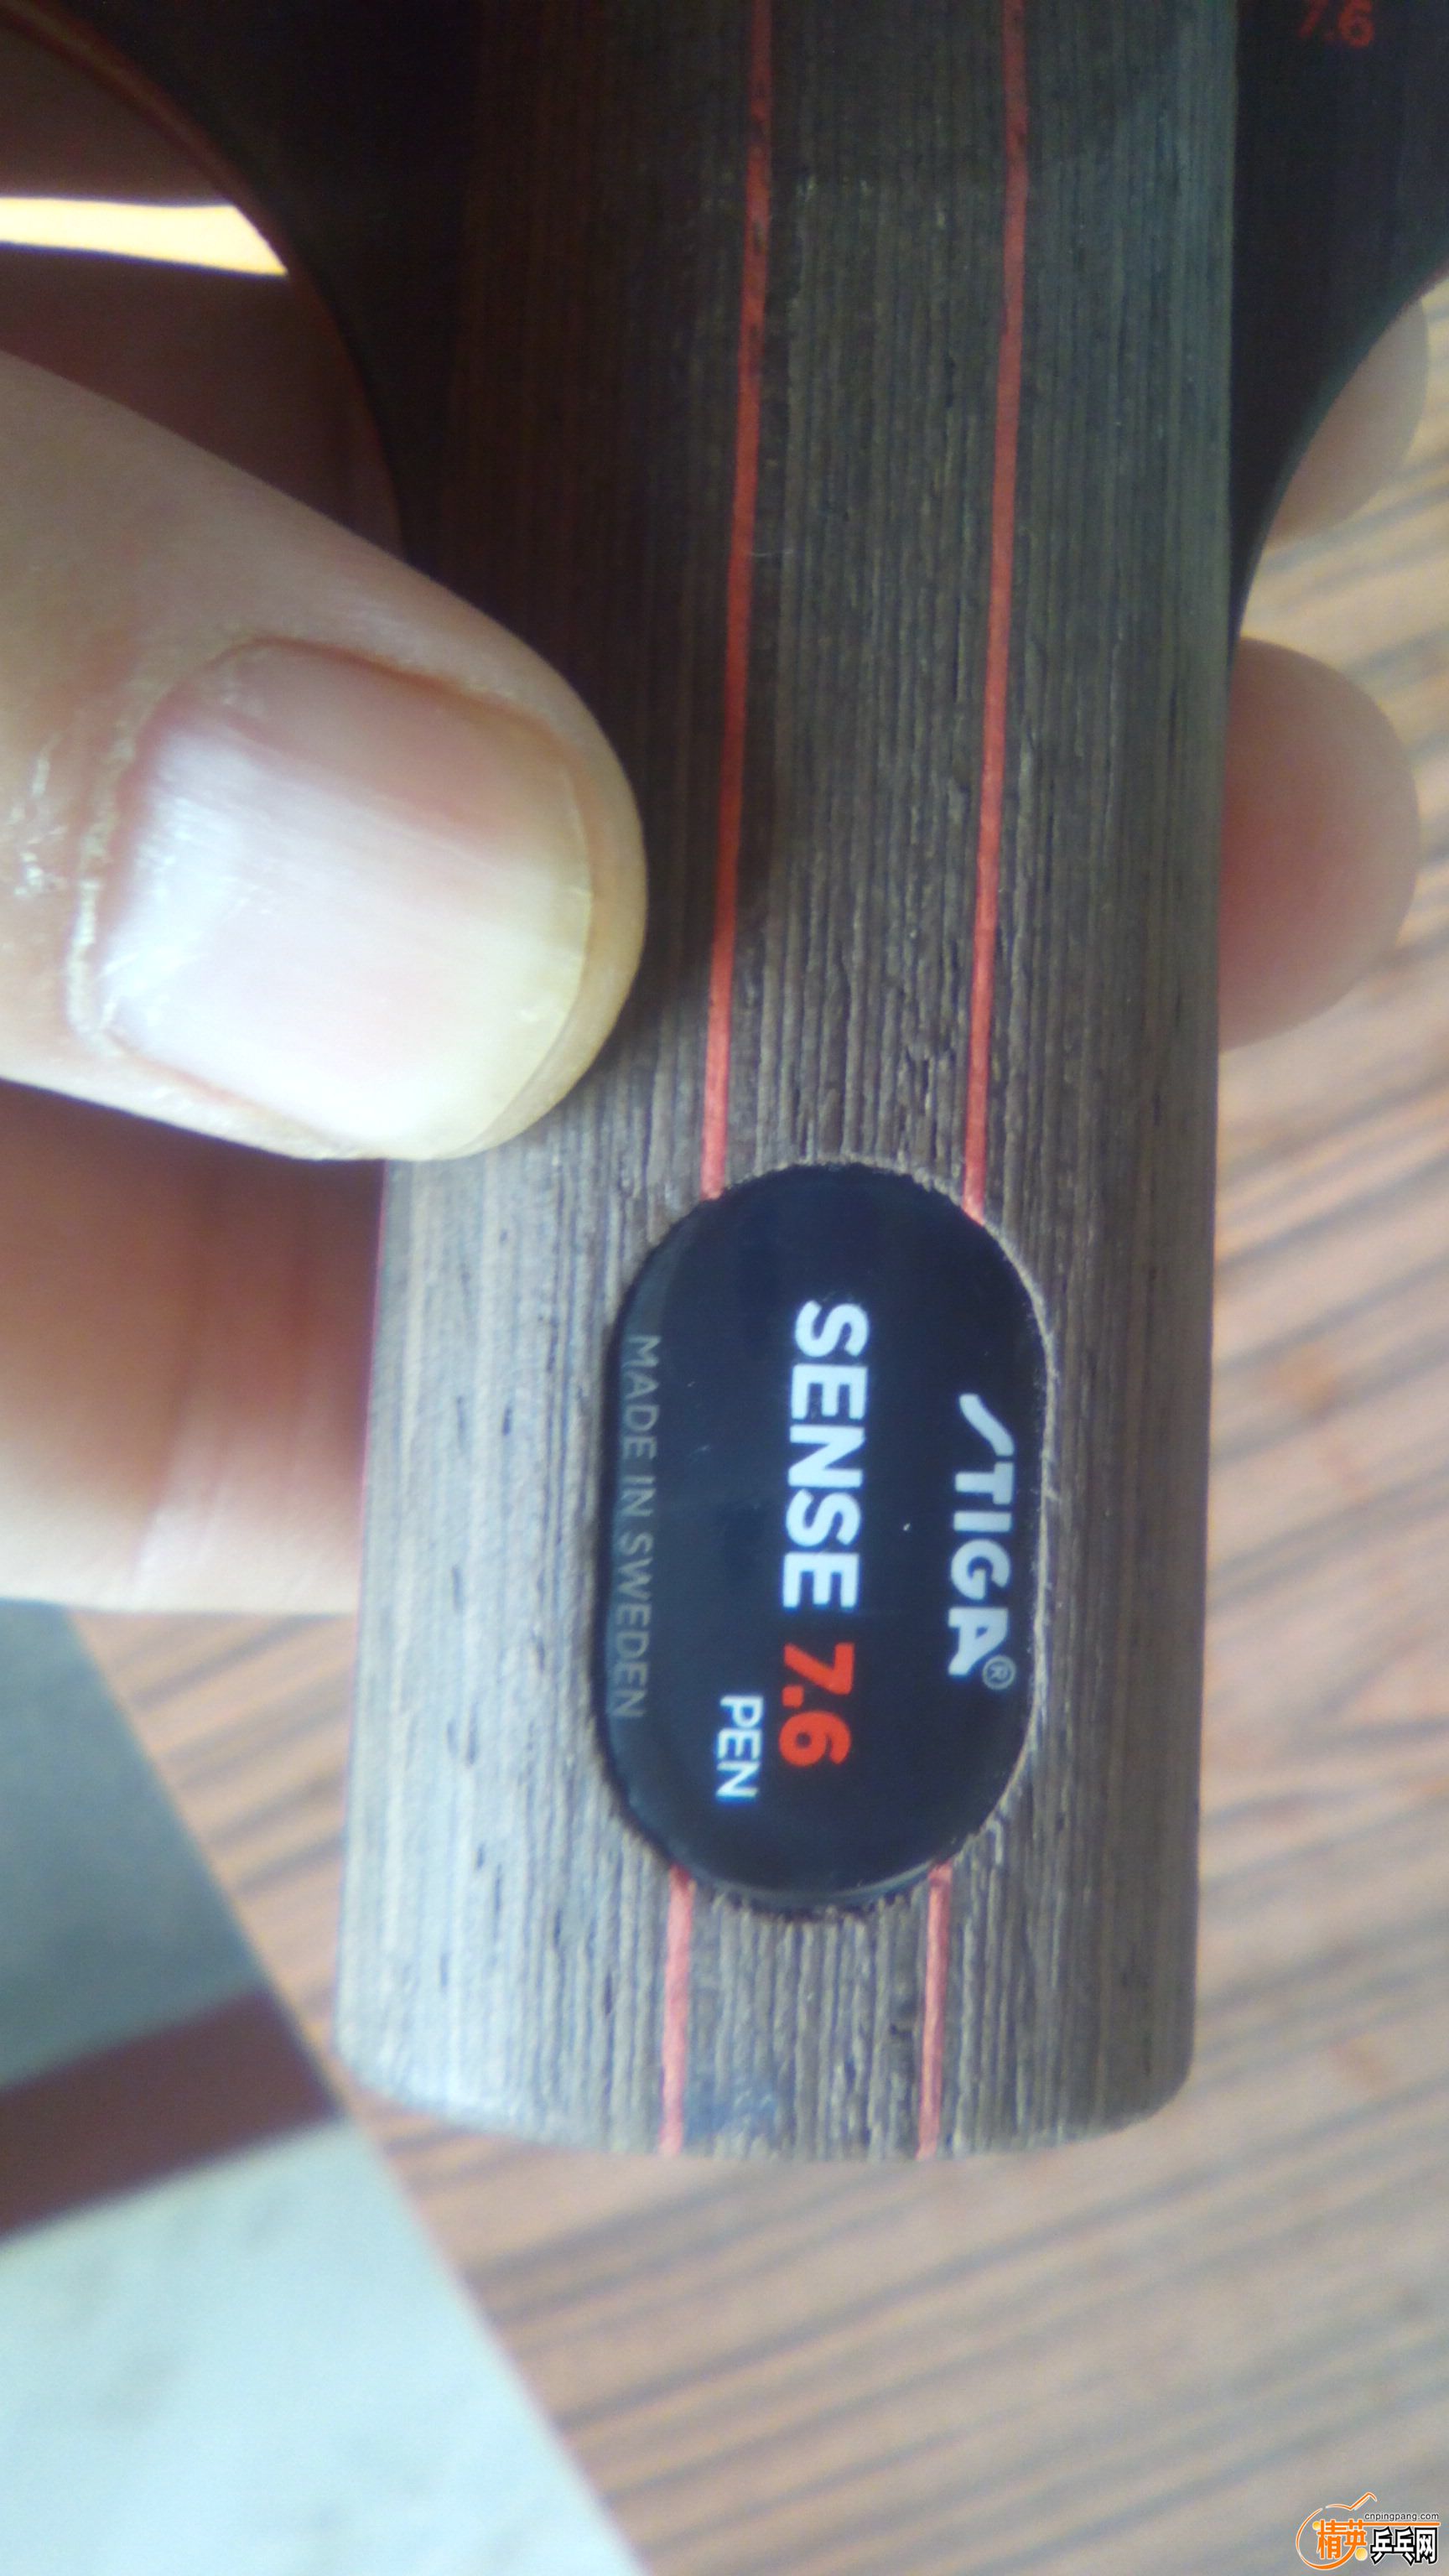 7.6
STIGA®
SENSE 7.6
PEN
MADE IN SWEDEN
cnpingpang.com
精英乒乓网